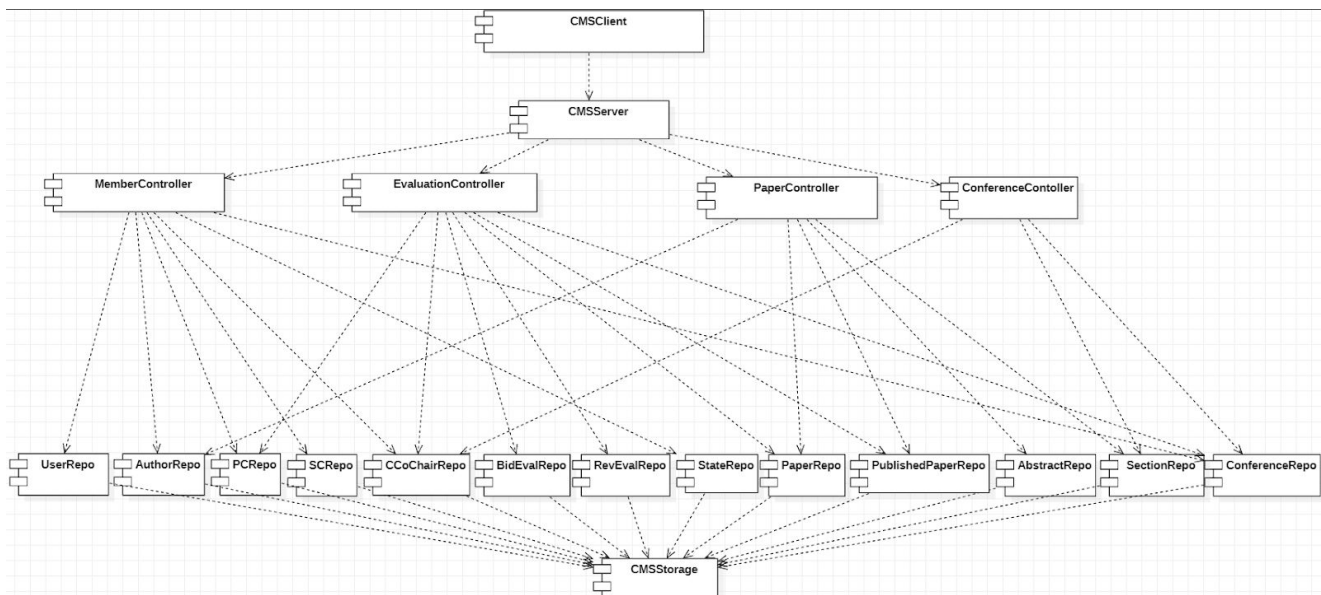 CMSClient
CMSServer
MemberController
EvaluationController
PaperController
ConferenceContoller
UserRepo
AuthorRepo
PCRepo
SCRepo
CCoChairRepo
BidEvalRepo
RevEvalRepo
StateRepo
PaperRepo
PublishedPaperRepo
AbstractRepo
SectionRepo
ConferenceRepo
CMSStorage